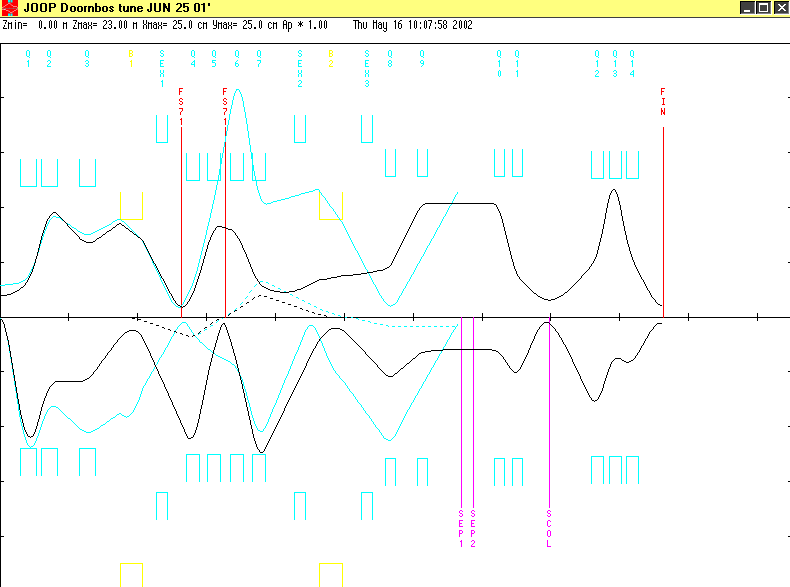 JOOP Doornbos tune JUN 25 01'
Zmin= 0.00 m Zmax= 23.00 m Xmax= 25.0 cm Ymax= 25.0 cm Ap * 1.00 Thu May 16 10:07:58 2002
Q1 Q2 Q3 D1 SEX1 Q4 Q5 Q6 Q7 SEX2 D2 SEX3 Q8 Q9 Q10 Q11 Q12 Q13 Q14
FS71 FS71 FIN
SEP1 SEP2 SCOL